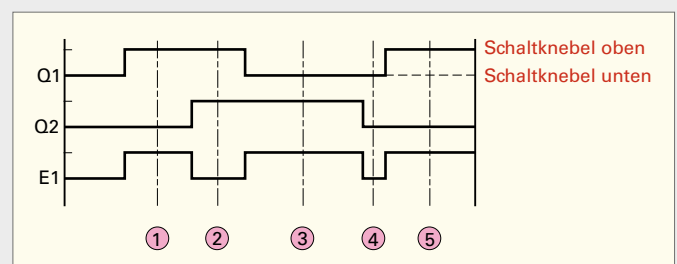 Schaltknebel oben
Q1
Schaltknebel unten
Q2
E1
1 2 3 4 5